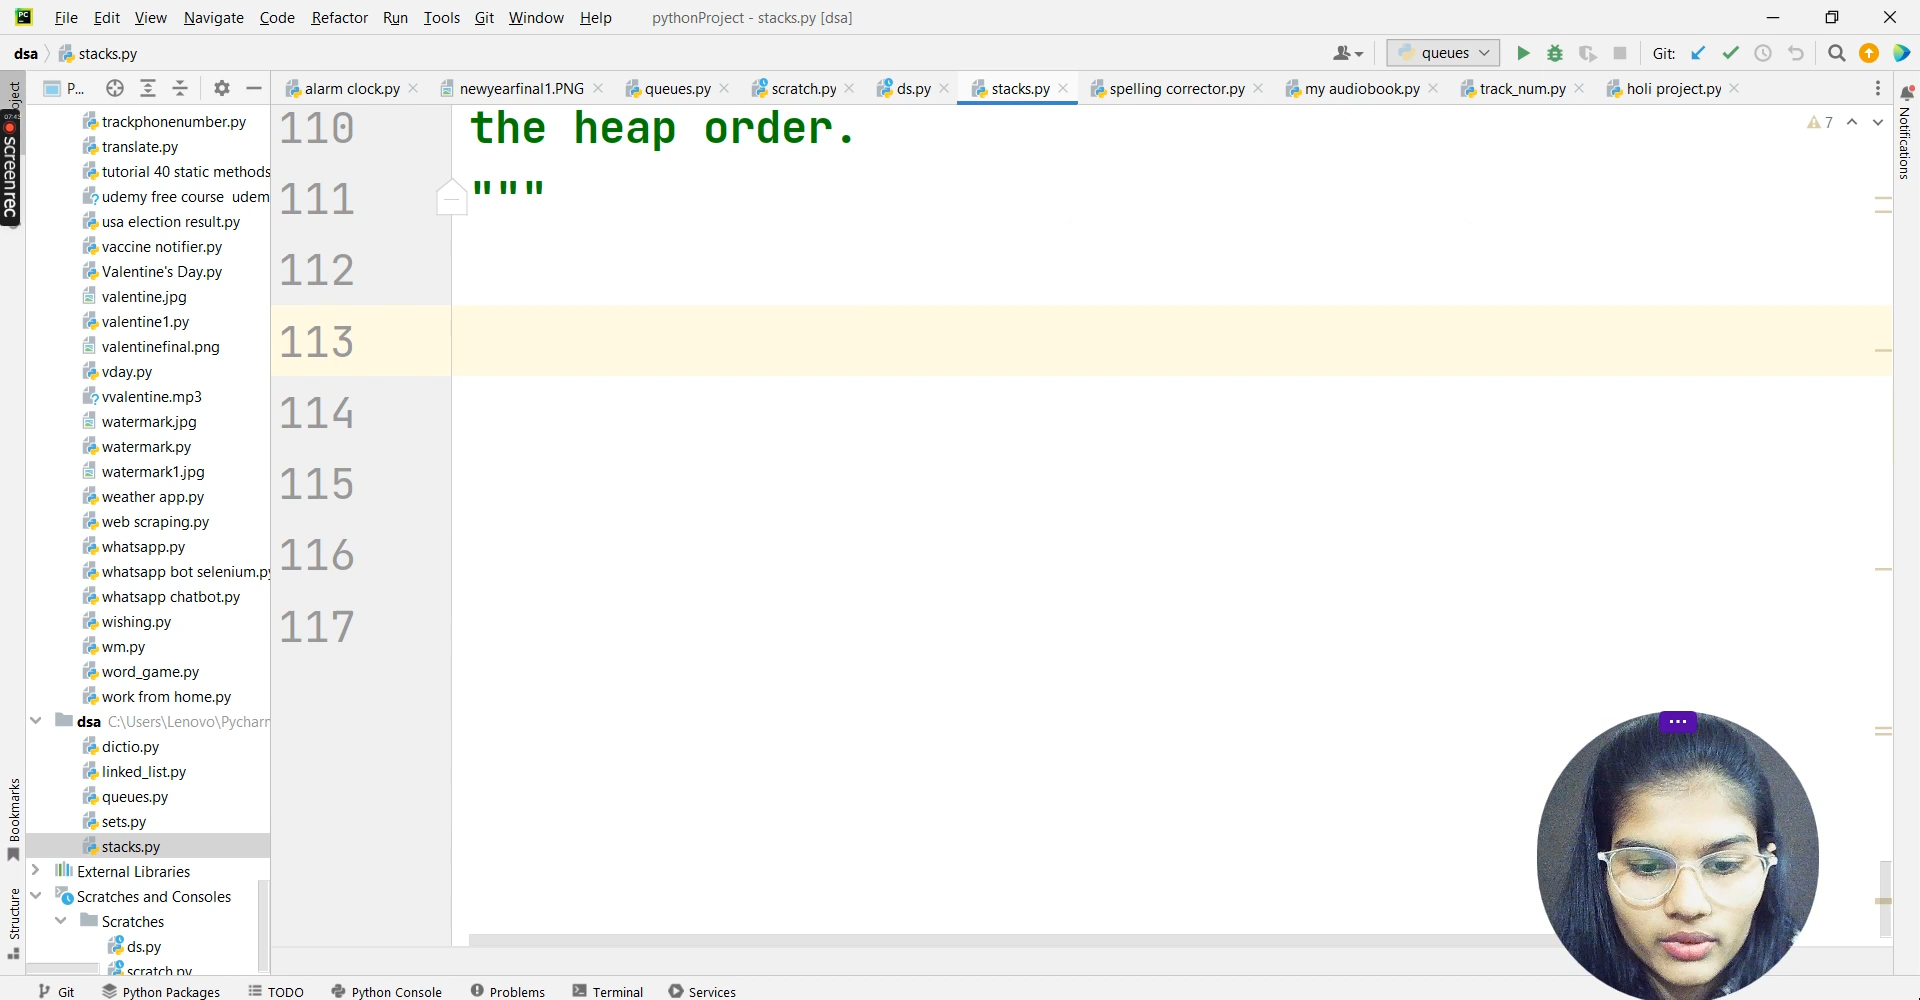 PC File Edit View Navigate Code Refactor Run Tools Git Window Help pythonProject - stacks.py [dsa]
dsa stacks.py queues Git:
Project P... alarm clock.py newyearfinal1.PNG queues.py scratch.py ds.py stacks.py spelling corrector.py my audiobook.py track_num.py holi project.py
Notifications
screenrec
7
trackphonenumber.py
translate.py
tutorial 40 static methods
udemy free course udem
usa election result.py
vaccine notifier.py
Valentine's Day.py
valentine.jpg
valentine1.py
valentinefinal.png
vday.py
vvalentine.mp3
watermark.jpg
watermark.py
watermark1.jpg
weather app.py
web scraping.py
whatsapp.py
whatsapp bot selenium.py
whatsapp chatbot.py
wishing.py
wm.py
word_game.py
work from home.py
dsa C:\Users\Lenovo\Pychar
dictio.py
linked_list.py
queues.py
sets.py
stacks.py
External Libraries
Scratches and Consoles
Scratches
ds.py
scratch.py
Bookmarks
Structure
110 the heap order.
111 """
112
113
114
115
116
117
...
Git Python Packages TODO Python Console Problems Terminal Services